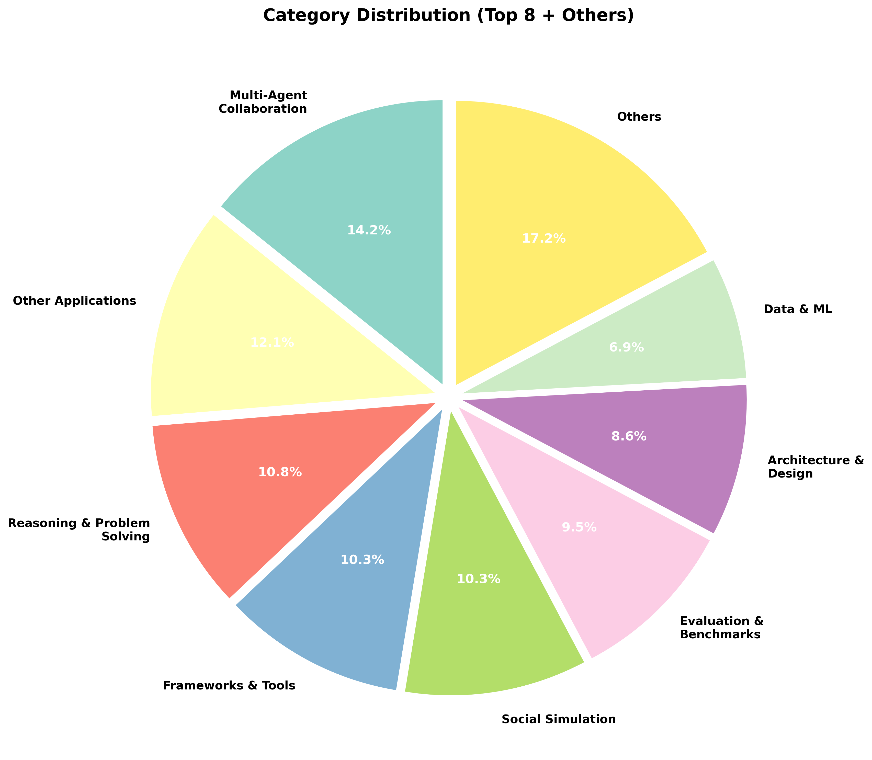 Category Distribution (Top 8 + Others)
Multi-Agent
Collaboration
14.2%
Others
17.2%
Other Applications
12.1%
Data & ML
6.9%
Reasoning & Problem
Solving
10.8%
Architecture &
Design
8.6%
Frameworks & Tools
10.3%
Social Simulation
10.3%
Evaluation &
Benchmarks
9.5%